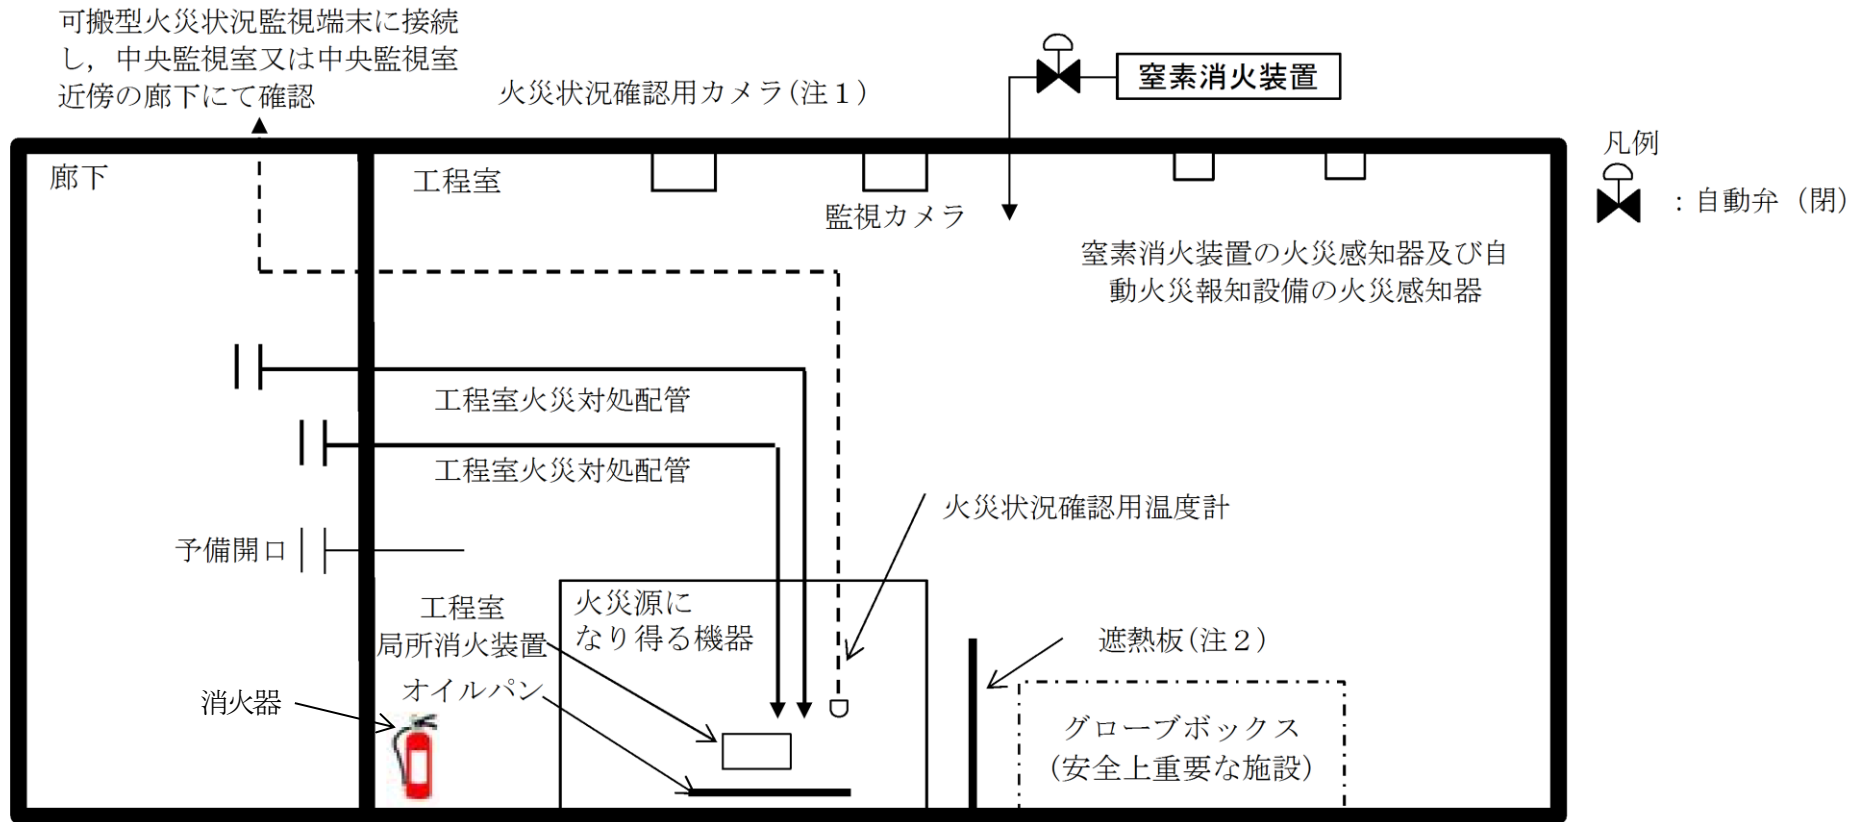 可搬型火災状況監視端末に接続
し，中央監視室又は中央監視室
近傍の廊下にて確認
火災状況確認用カメラ(注１)
窒素消火装置
凡例
：自動弁（閉）
廊下
工程室
監視カメラ
窒素消火装置の火災感知器及び自
動火災報知設備の火災感知器
工程室火災対処配管
工程室火災対処配管
火災状況確認用温度計
予備開口
工程室
局所消火装置
火災源に
なり得る機器
遮熱板(注２)
オイルパン
消火器
グローブボックス
(安全上重要な施設)